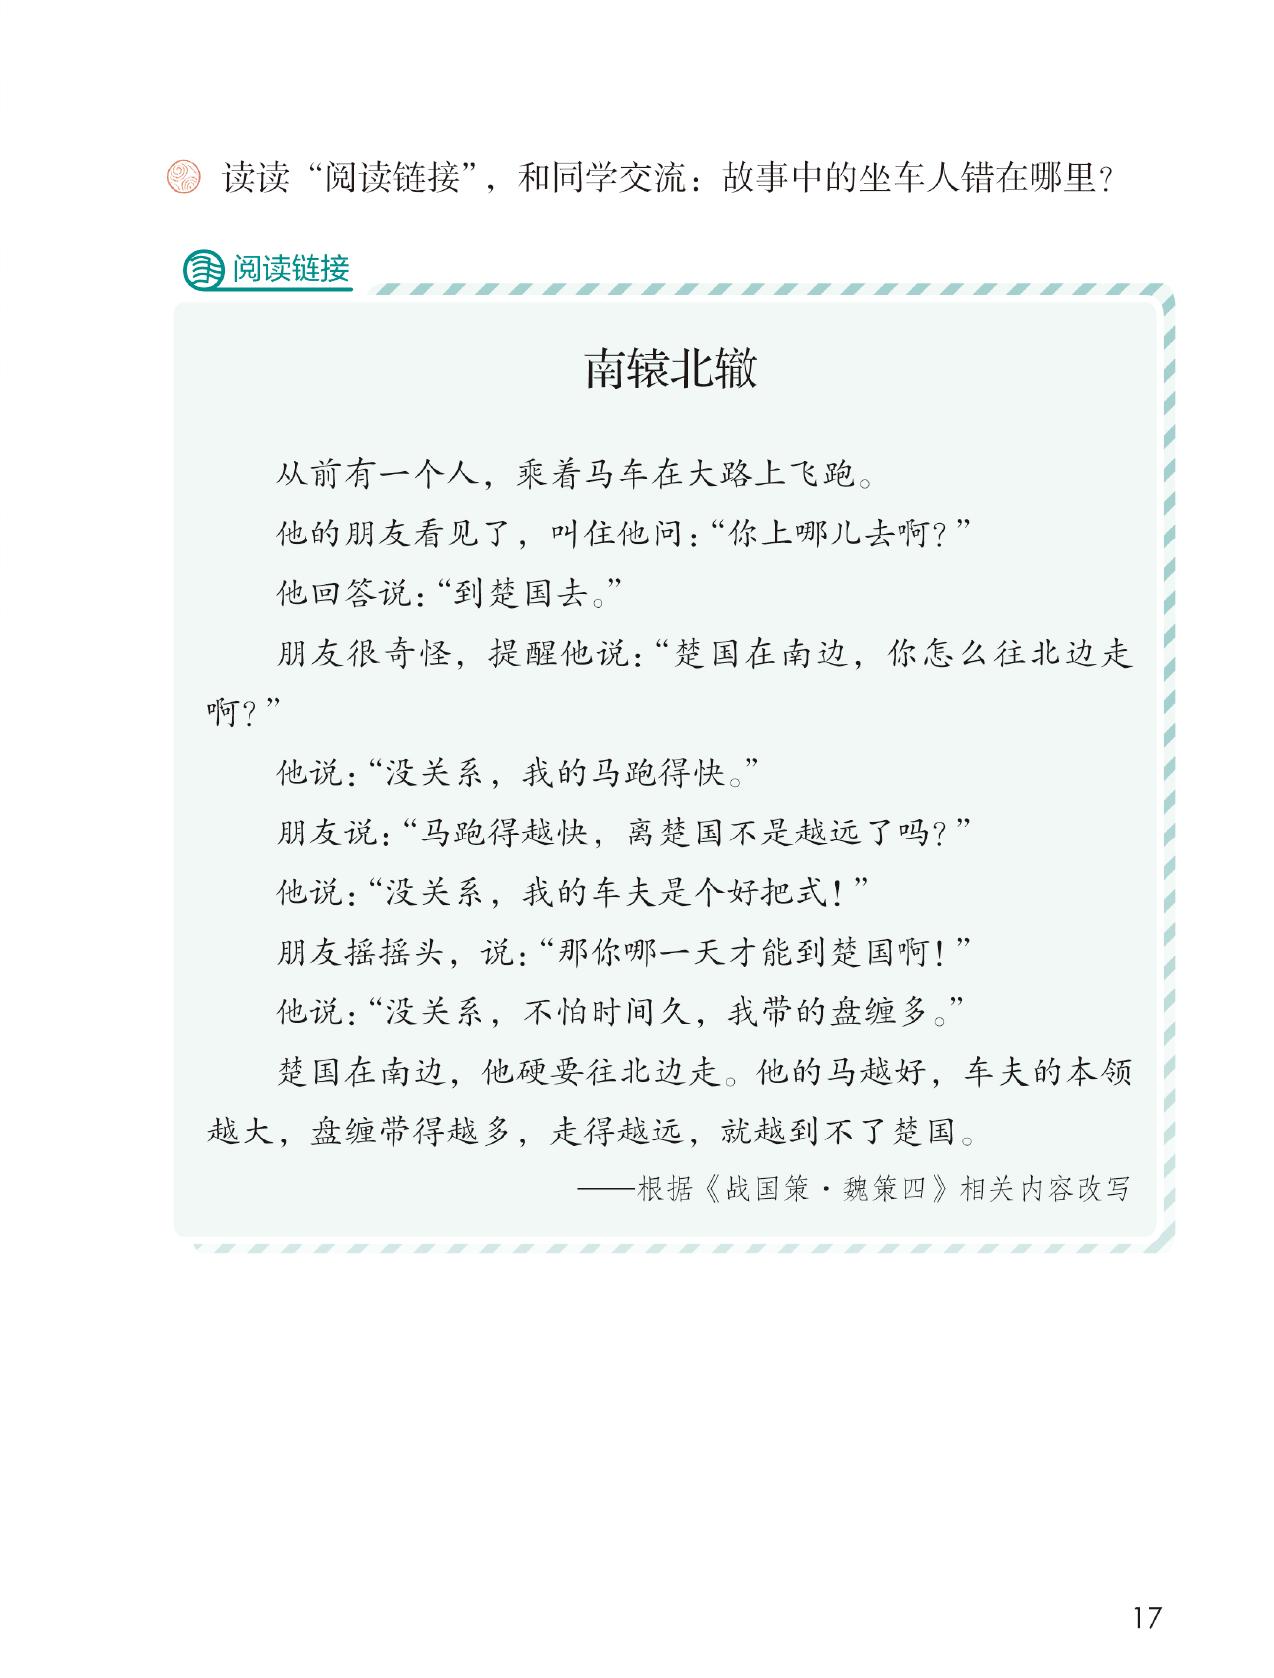 读读“阅读链接”，和同学交流：故事中的坐车人错在哪里？
阅读链接
南辕北辙
从前有一个人，乘着马车在大路上飞跑。
他的朋友看见了，叫住他问：“你上哪儿去啊？”
他回答说：“到楚国去。”
朋友很奇怪，提醒他说：“楚国在南边，你怎么往北边走
啊？”
他说：“没关系，我的马跑得快。”
朋友说：“马跑得越快，离楚国不是越远了吗？”
他说：“没关系，我的车夫是个好把式！”
朋友摇摇头，说：“那你哪一天才能到楚国啊！”
他说：“没关系，不怕时间久，我带的盘缠多。”
楚国在南边，他硬要往北边走。他的马越好，车夫的本领
越大，盘缠带得越多，走得越远，就越到不了楚国。
——根据《战国策·魏策四》相关内容改写
17